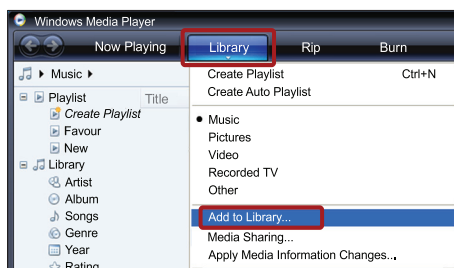 Windows Media Player
Now Playing Library Rip Burn
Music
Playlist Title
Create Playlist
Favour
New
Library
Artist
Album
Songs
Genre
Year
Rating
Create Playlist Ctrl+N
Create Auto Playlist
Music
Pictures
Video
Recorded TV
Other
Add to Library...
Media Sharing...
Apply Media Information Changes...